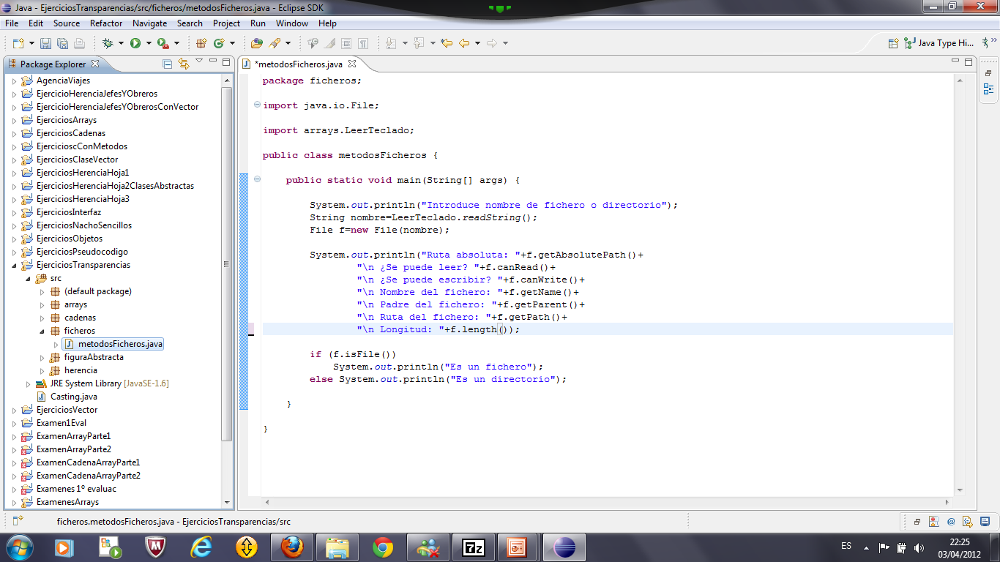 Java - EjerciciosTransparencias/src/ficheros/metodosFicheros.java - Eclipse SDK
File Edit Source Refactor Navigate Search Project Run Window Help
Java Type Hi...
Package Explorer
AgenciaViajes
EjercicioHerenciaJefesYObreros
EjercicioHerenciaJefesYObrerosConVector
EjerciciosArrays
EjerciciosCadenas
EjercicioscConMetodos
EjerciciosClaseVector
EjerciciosHerenciaHoja1
EjerciciosHerenciaHoja2ClasesAbstractas
EjerciciosHerenciaHoja3
EjerciciosInterfaz
EjerciciosNachoSencillos
EjerciciosObjetos
EjerciciosPseudocodigo
EjerciciosTransparencias
src
(default package)
arrays
cadenas
ficheros
metodosFicheros.java
figuraAbstracta
herencia
JRE System Library [JavaSE-1.6]
Casting.java
EjerciciosVector
Examen1Eval
ExamenArrayParte1
ExamenArrayParte2
ExamenCadenaArrayParte1
ExamenCadenaArrayParte2
Examenes 1º evaluac
ExamenesArrays
*metodosFicheros.java
package ficheros;
import java.io.File;
import arrays.LeerTeclado;
public class metodosFicheros {
public static void main(String[] args) {
System.out.println("Introduce nombre de fichero o directorio");
String nombre=LeerTeclado.readString();
File f=new File(nombre);
System.out.println("Ruta absoluta: "+f.getAbsolutePath()+
"\n ¿Se puede leer? "+f.canRead()+
"\n ¿Se puede escribir? "+f.canWrite()+
"\n Nombre del fichero: "+f.getName()+
"\n Padre del fichero: "+f.getParent()+
"\n Ruta del fichero: "+f.getPath()+
"\n Longitud: "+f.length());
if (f.isFile())
System.out.println("Es un fichero");
else System.out.println("Es un directorio");
}
}
ficheros.metodosFicheros.java - EjerciciosTransparencias/src
7z
ES
22:25
03/04/2012